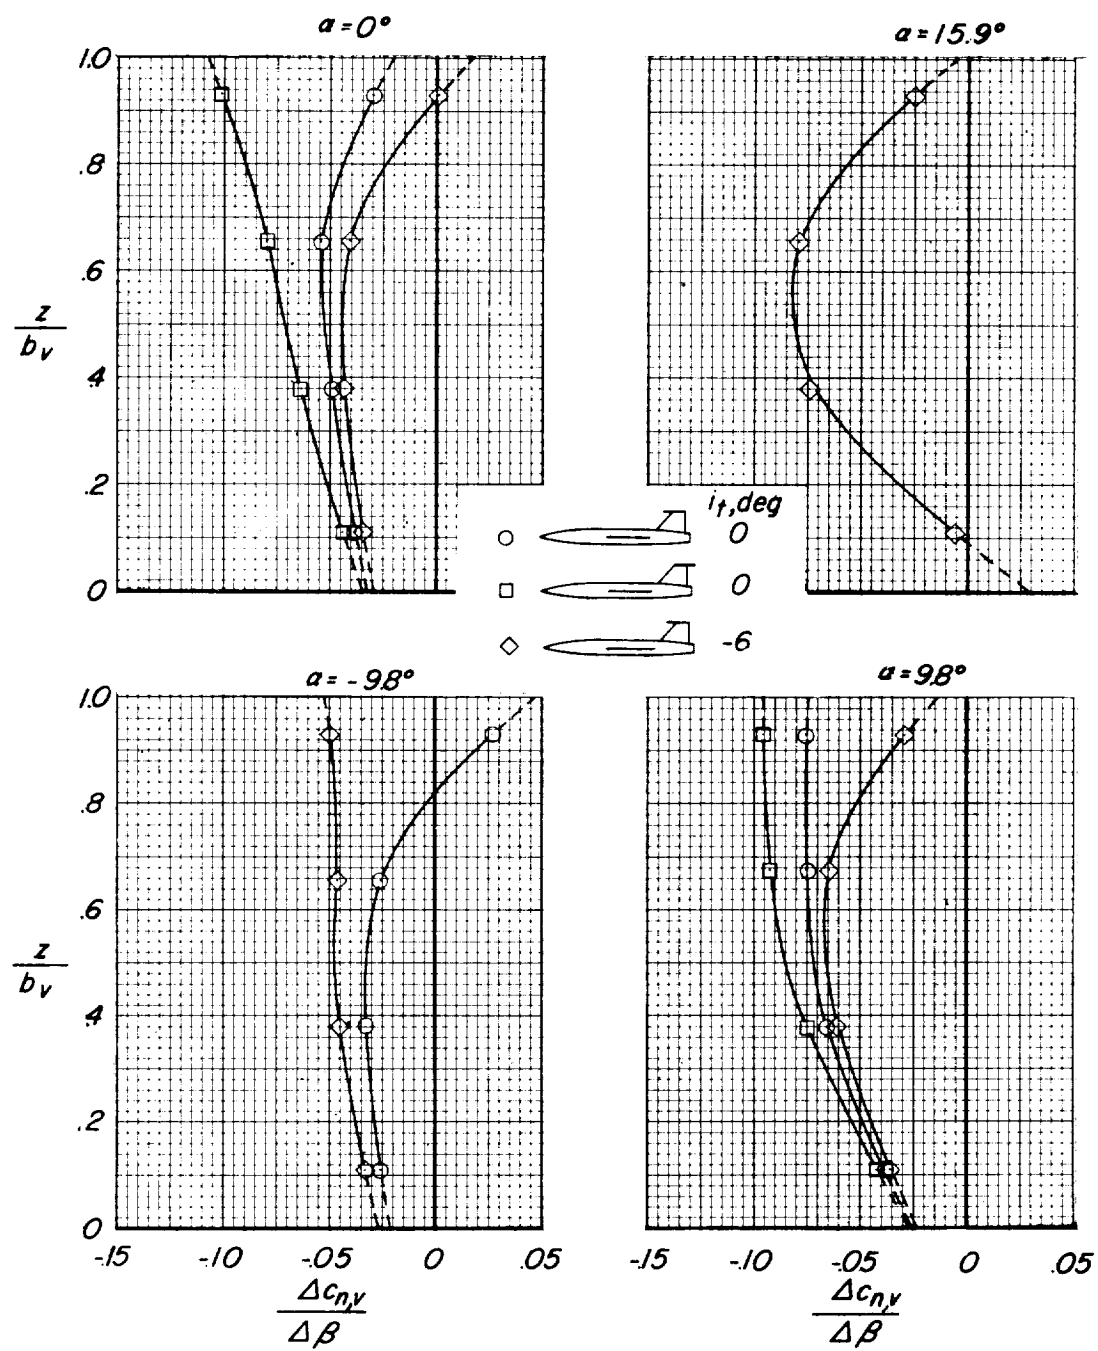 α = 0°
α = 15.9°
1.0
.8
.6
z
b_v
.4
.2
0
i_t, deg
0
0
-6
α = -9.8°
α = 9.8°
1.0
.8
.6
z
b_v
.4
.2
0
-.15 -.10 -.05 0 .05
-.15 -.10 -.05 0 .05
Δc_n,v
Δβ
Δc_n,v
Δβ